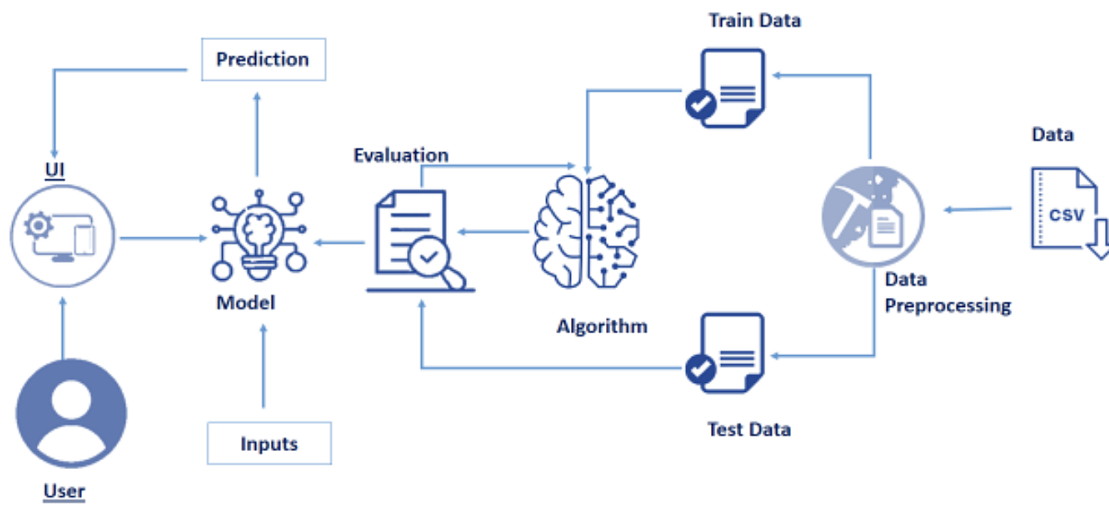 Train Data
Prediction
Data
Evaluation
UI
CSV
Data
Preprocessing
Model
Algorithm
Test Data
Inputs
User